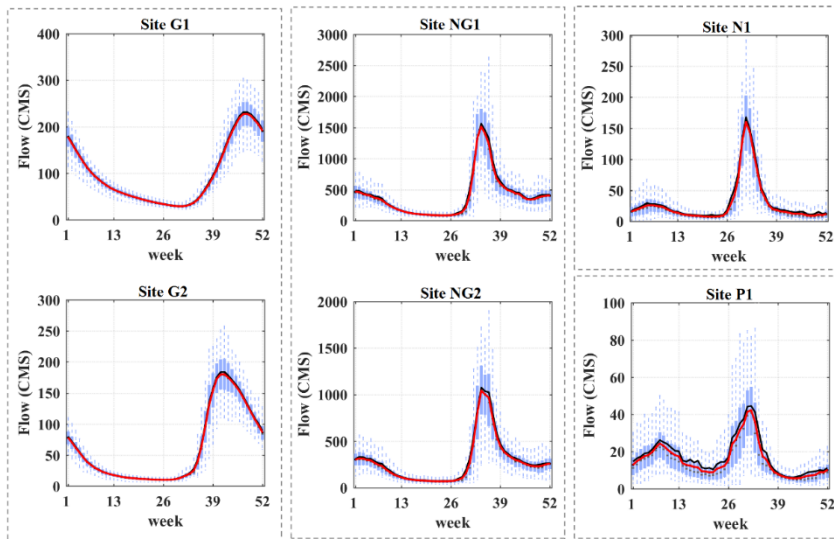 Site G1
Flow (CMS)
400
300
200
100
0
1 13 26 39 52
week
Site NG1
Flow (CMS)
3000
2500
2000
1500
1000
500
0
1 13 26 39 52
week
Site N1
Flow (CMS)
300
250
200
150
100
50
0
1 13 26 39 52
week
Site G2
Flow (CMS)
300
250
200
150
100
50
0
1 13 26 39 52
week
Site NG2
Flow (CMS)
2000
1500
1000
500
0
1 13 26 39 52
week
Site P1
Flow (CMS)
100
80
60
40
20
0
1 13 26 39 52
week